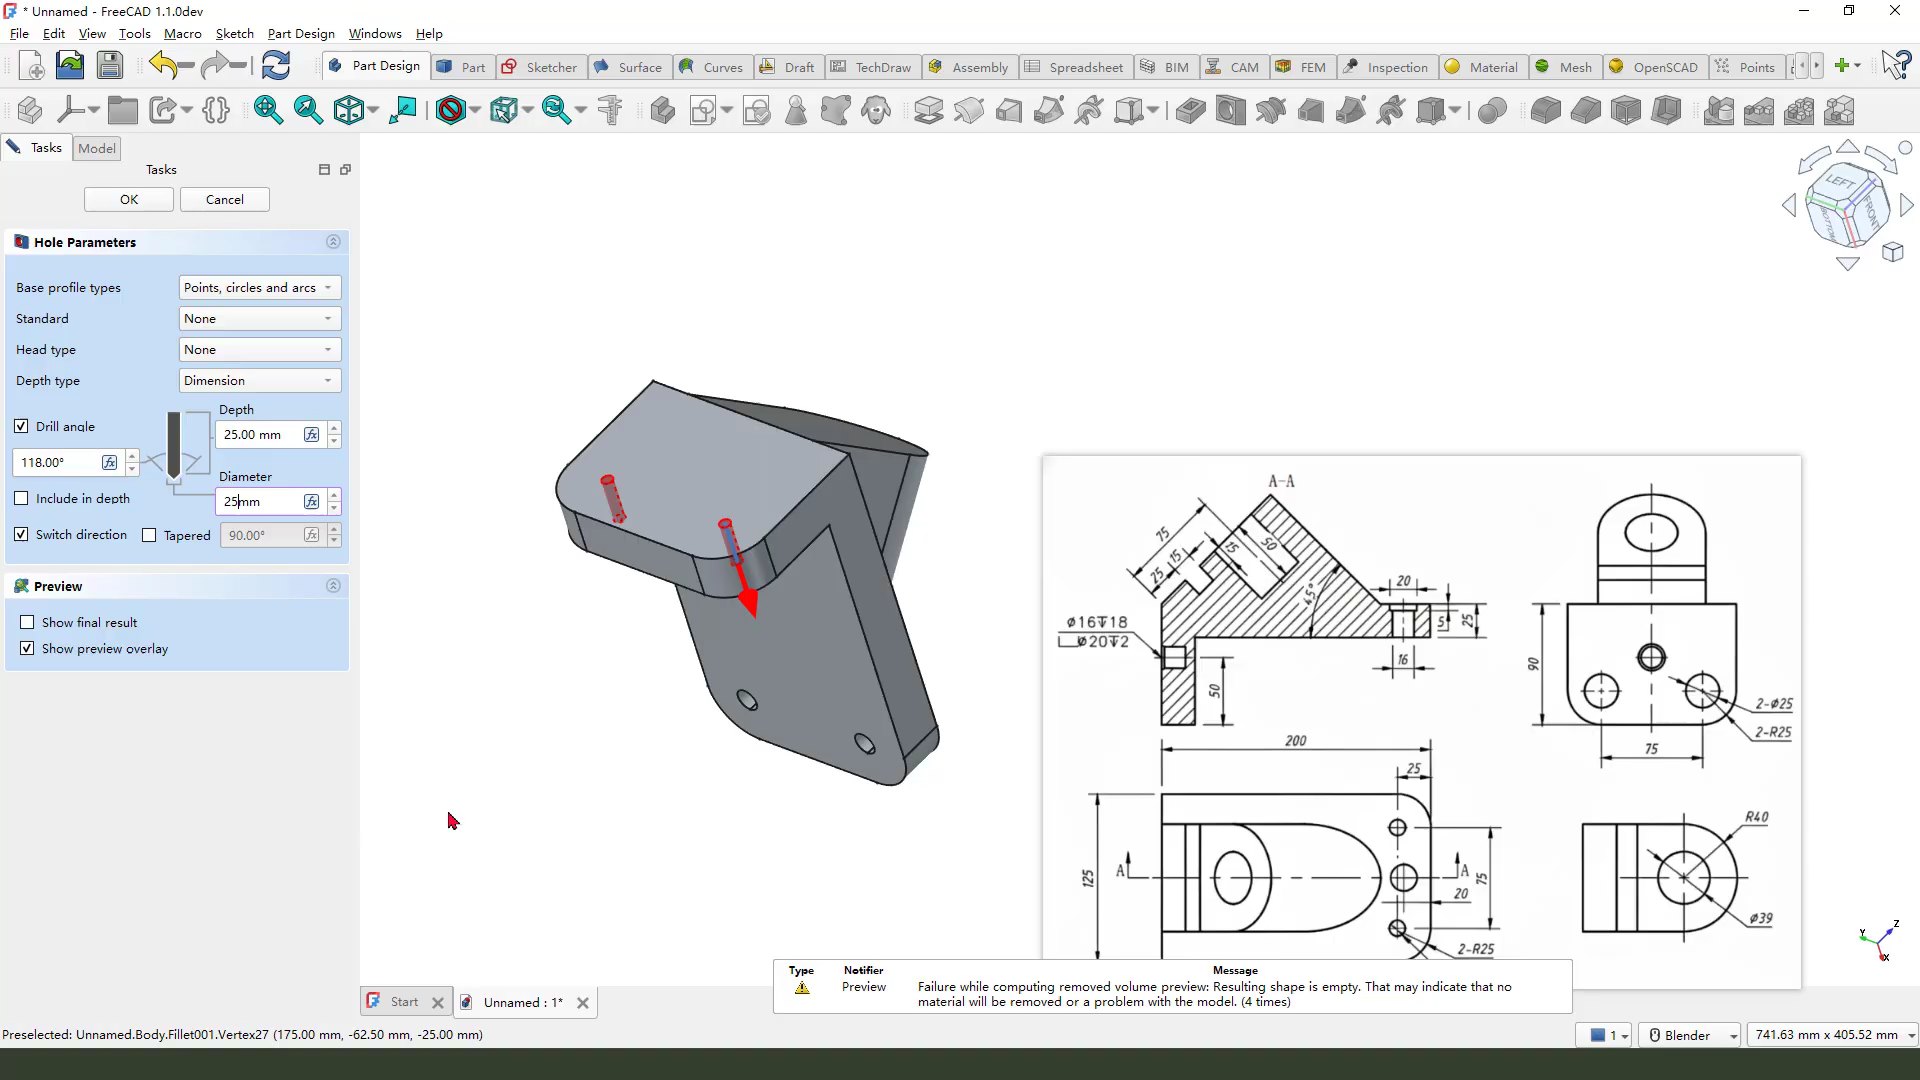 * Unnamed - FreeCAD 1.1.0dev
File Edit View Tools Macro Sketch Part Design Windows Help
Part Design Part Sketcher Surface Curves Draft TechDraw Assembly Spreadsheet BIM CAM FEM Inspection Material Mesh OpenSCAD Points
Tasks Model
Tasks
OK Cancel
Hole Parameters
Base profile types Points, circles and arcs
Standard None
Head type None
Depth type Dimension
Depth
Drill angle 25.00 mm
118.00°
Diameter
Include in depth 25mm
Switch direction Tapered 90.00°
Preview
Show final result
Show preview overlay
LEFT
FRONT
BOTTOM
A-A
75
15
25
15
50
45°
20
5
25
16
⌀16↧18
⌴⌀20↧2
50
90
2-⌀25
2-R25
75
200
25
125
A
A
75
20
2-R25
R40
⌀39
Z
Y
X
Type Notifier Message
Preview Failure while computing removed volume preview: Resulting shape is empty. That may indicate that no
material will be removed or a problem with the model. (4 times)
Start Unnamed : 1*
Preselected: Unnamed.Body.Fillet001.Vertex27 (175.00 mm, -62.50 mm, -25.00 mm)
1 Blender 741.63 mm x 405.52 mm